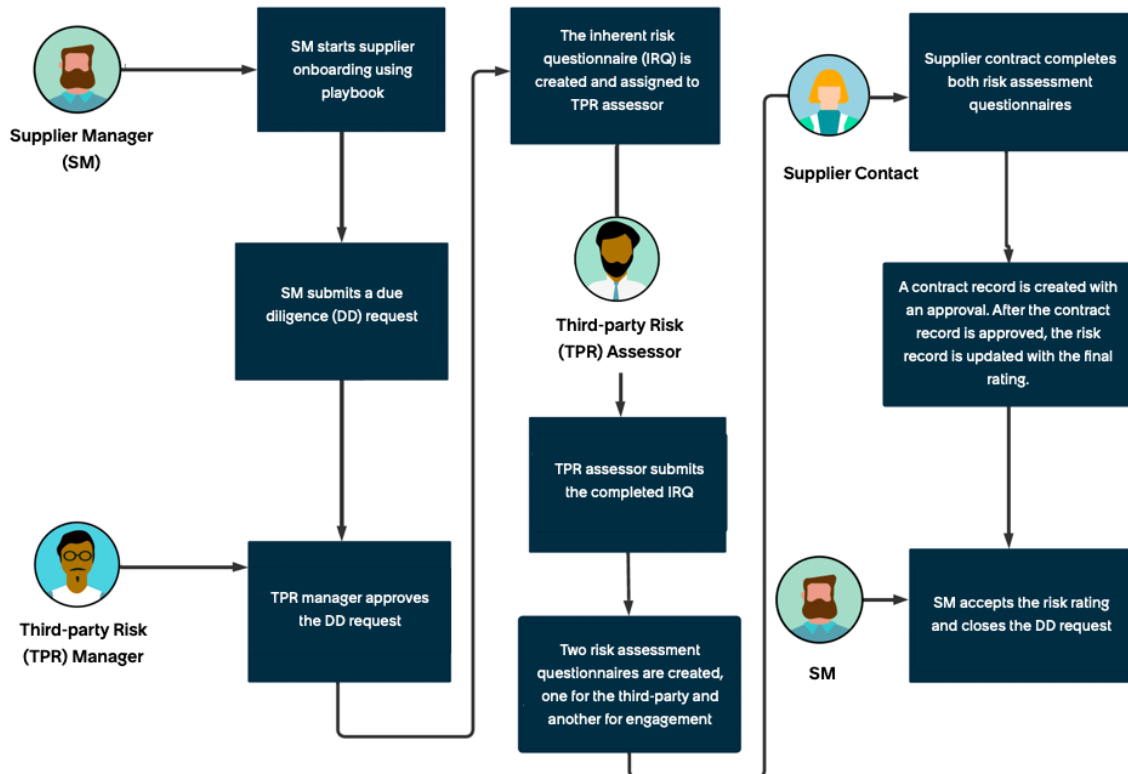 SM starts supplier
onboarding using
playbook
Supplier Manager
(SM)
SM submits a due
diligence (DD) request
TPR manager approves
the DD request
Third-party Risk
(TPR) Manager
The inherent risk
questionnaire (IRQ) is
created and assigned to
TPR assessor
Third-party Risk
(TPR) Assessor
TPR assessor submits
the completed IRQ
Two risk assessment
questionnaires are created,
one for the third-party and
another for engagement
Supplier contract completes
both risk assessment
questionnaires
Supplier Contact
A contract record is created with
an approval. After the contract
record is approved, the risk
record is updated with the final
rating.
SM accepts the risk rating
and closes the DD request
SM